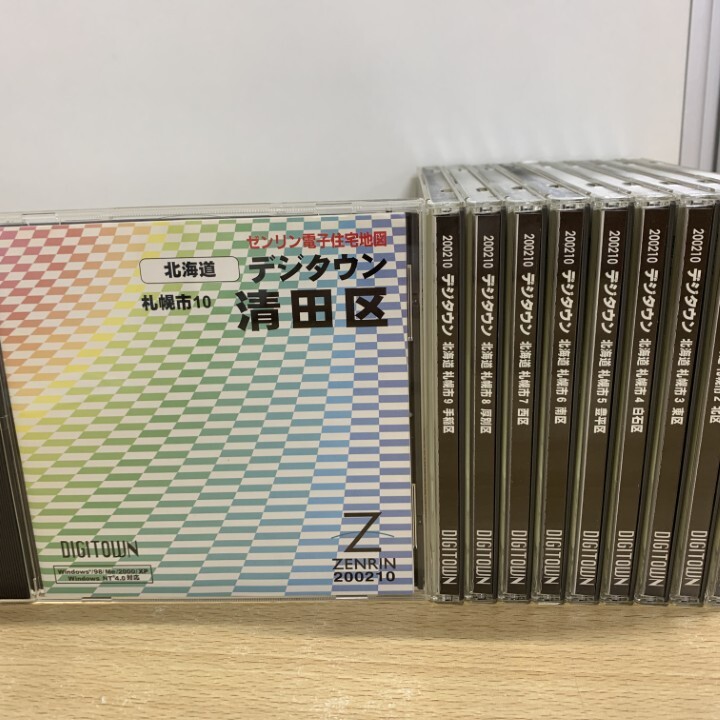 ゼンリン電子住宅地図
北海道 デジタウン
札幌市10 清田区
DIGITOWN
Windows®/98/Me/2000/XP
Windows NT®4.0対応
Z
ZENRIN
200210
200210 デジタウン 北海道 札幌市 9 手稲区 DIGITOWN
200210 デジタウン 北海道 札幌市 8 厚別区 DIGITOWN
200210 デジタウン 北海道 札幌市 7 西区 DIGITOWN
200210 デジタウン 北海道 札幌市 6 南区 DIGITOWN
200210 デジタウン 北海道 札幌市 5 豊平区 DIGITOWN
200210 デジタウン 北海道 札幌市 4 白石区 DIGITOWN
200210 デジタウン 北海道 札幌市 3 東区 DIGITOWN
札幌市 2 北区 DIGITOWN